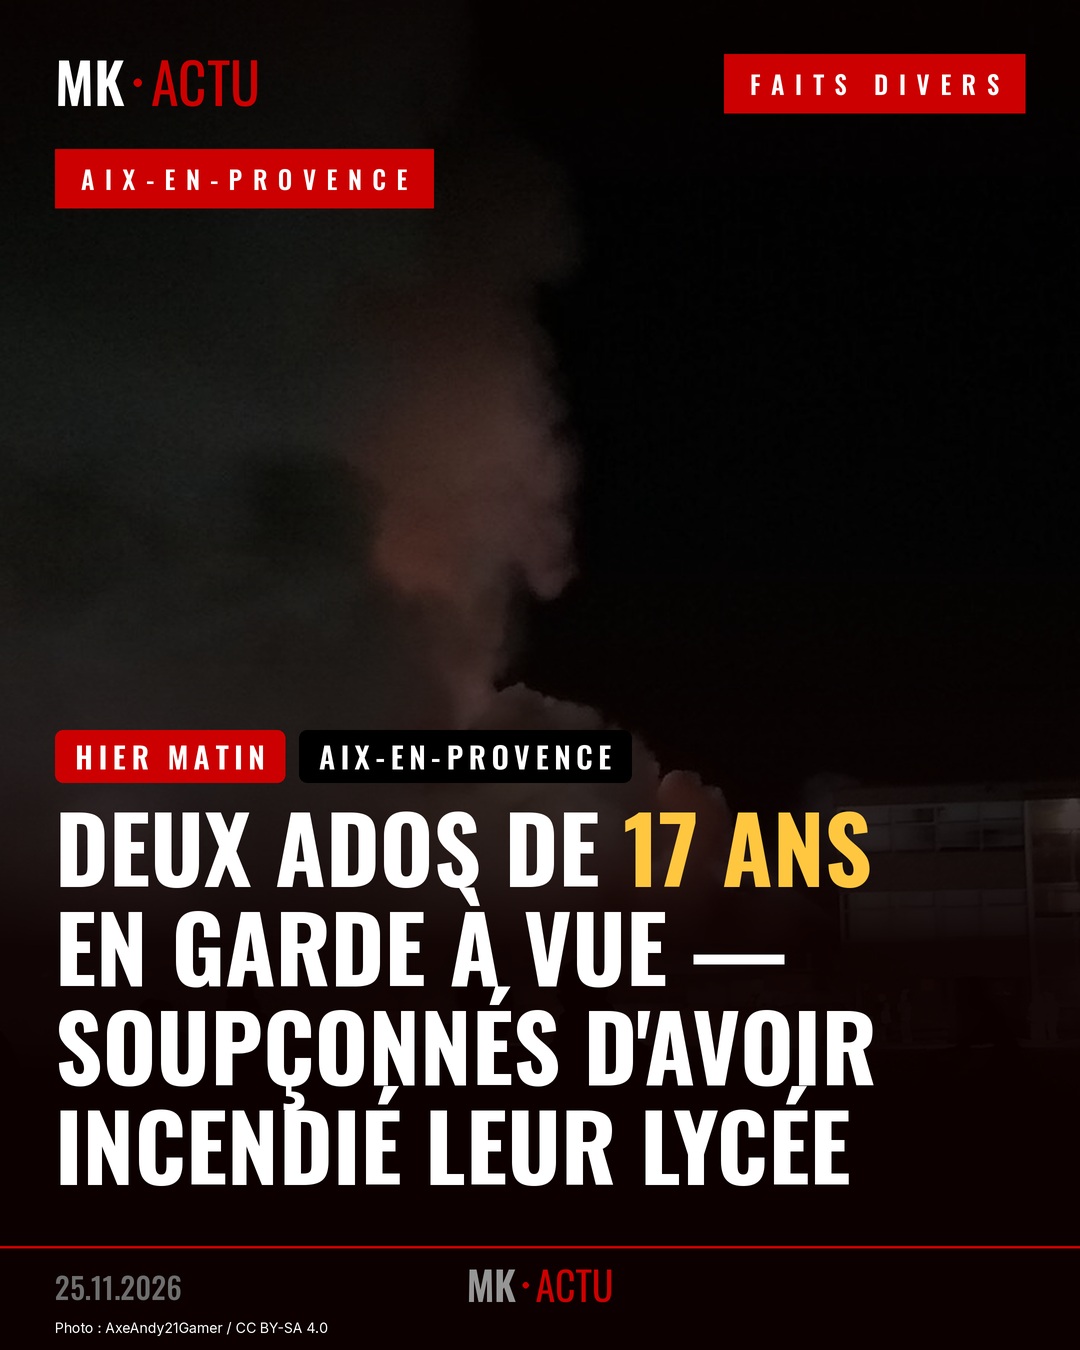 MK·ACTU
FAITS DIVERS
AIX-EN-PROVENCE
HIER MATIN
AIX-EN-PROVENCE
DEUX ADOS DE 17 ANS
EN GARDE À VUE —
SOUPÇONNÉS D'AVOIR
INCENDIÉ LEUR LYCÉE
25.11.2026
MK·ACTU
Photo : AxeAndy21Gamer / CC BY-SA 4.0